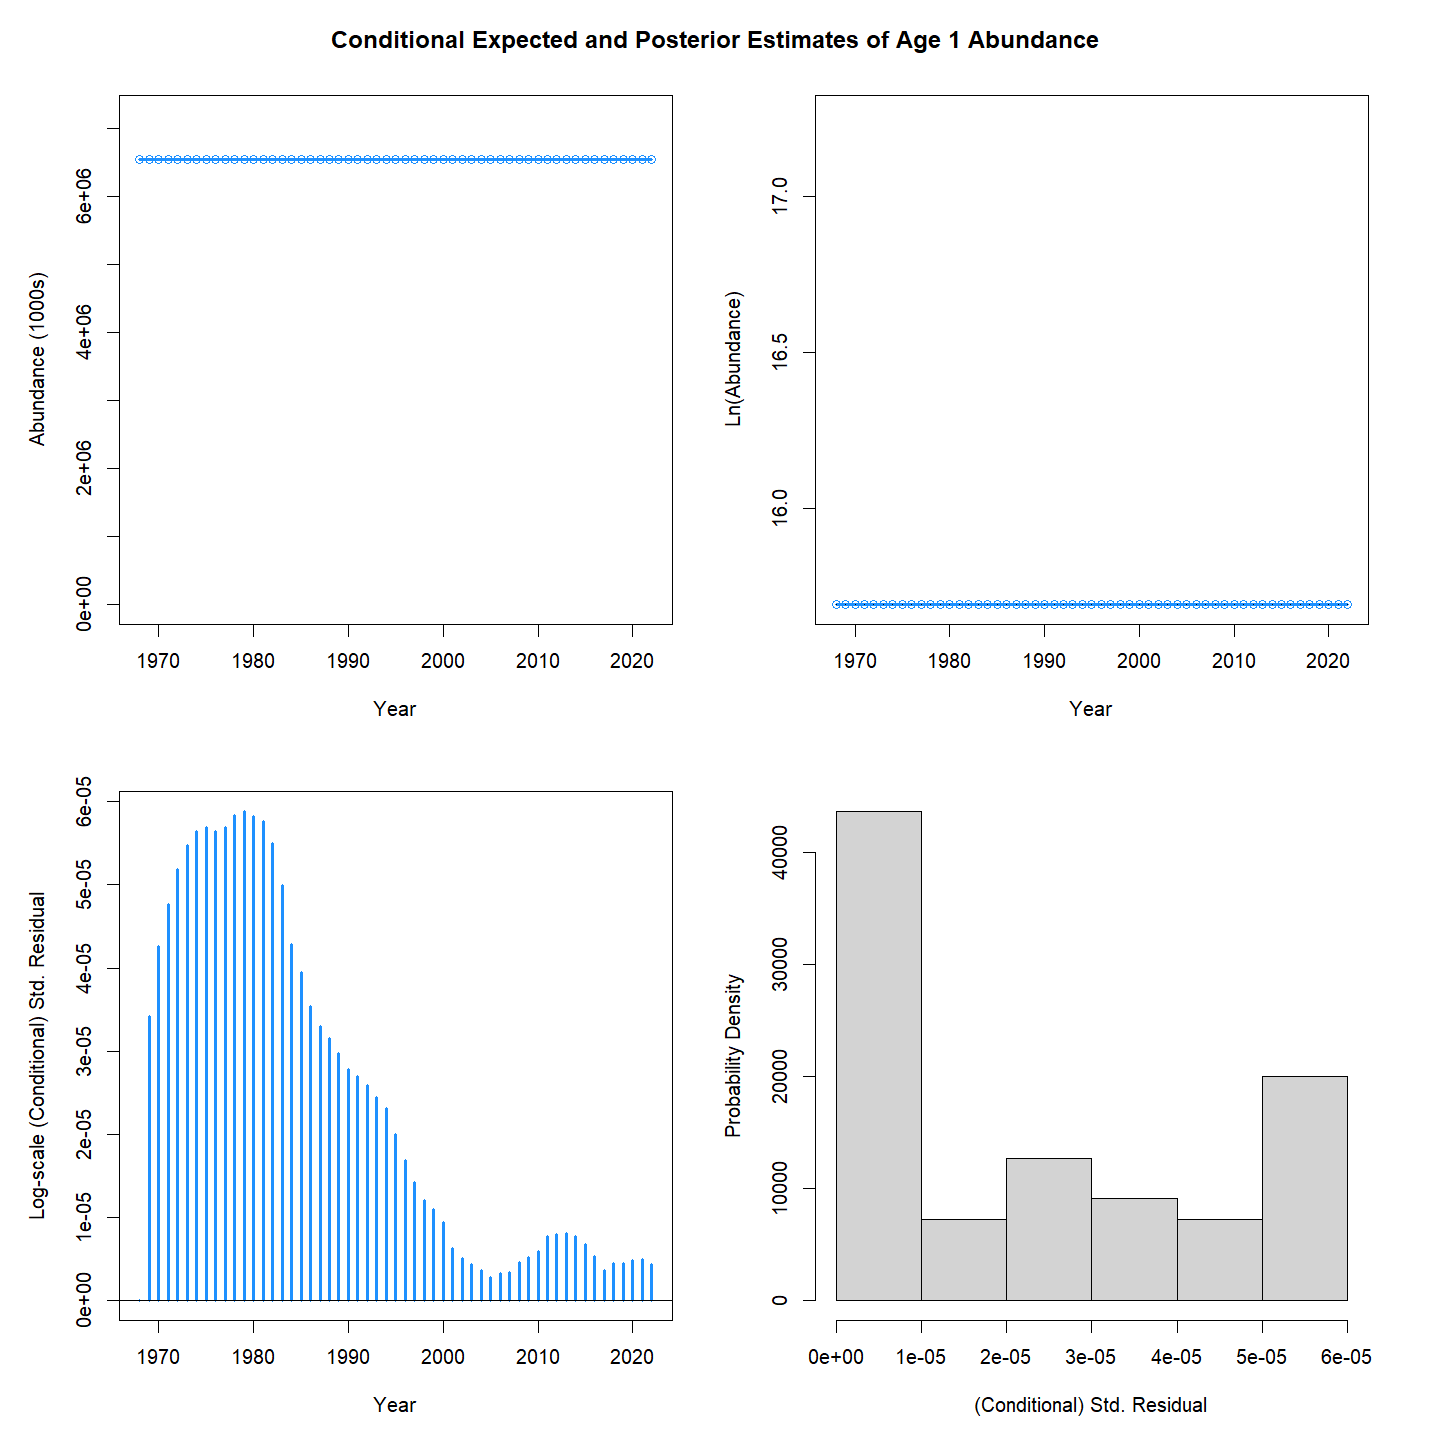 Conditional Expected and Posterior Estimates of Age 1 Abundance
Abundance (1000s)
6e+06
4e+06
2e+06
0e+00
1970 1980 1990 2000 2010 2020
Year
Ln(Abundance)
17.0
16.5
16.0
1970 1980 1990 2000 2010 2020
Year
Log-scale (Conditional) Std. Residual
6e-05
5e-05
4e-05
3e-05
2e-05
1e-05
0e+00
1970 1980 1990 2000 2010 2020
Year
Probability Density
40000
30000
20000
10000
0
0e+00 1e-05 2e-05 3e-05 4e-05 5e-05 6e-05
(Conditional) Std. Residual